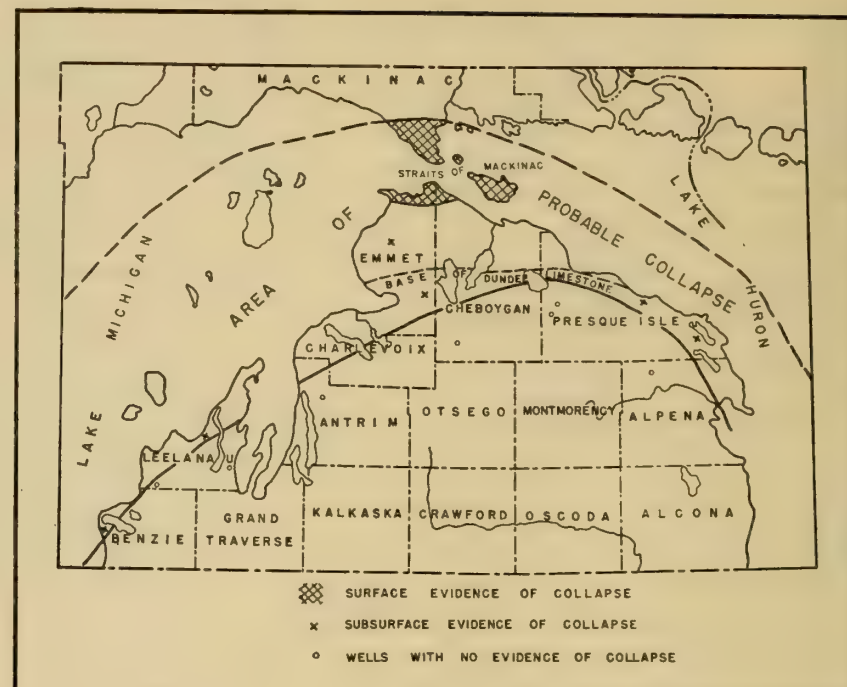 MACKINAC
STRAITS OF MACKINAC
LAKE MICHIGAN
AREA OF PROBABLE COLLAPSE
LAKE HURON
EMMET
BASE OF DUNDEE LIMESTONE
CHEBOYGAN
PRESQUE ISLE
CHARLEVOIX
ANTRIM
OTSEGO
MONTMORENCY
ALPENA
LEELANAU
BENZIE
GRAND
TRAVERSE
KALKASKA
CRAWFORD
OSCODA
ALCONA
SURFACE EVIDENCE OF COLLAPSE
x SUBSURFACE EVIDENCE OF COLLAPSE
o WELLS WITH NO EVIDENCE OF COLLAPSE